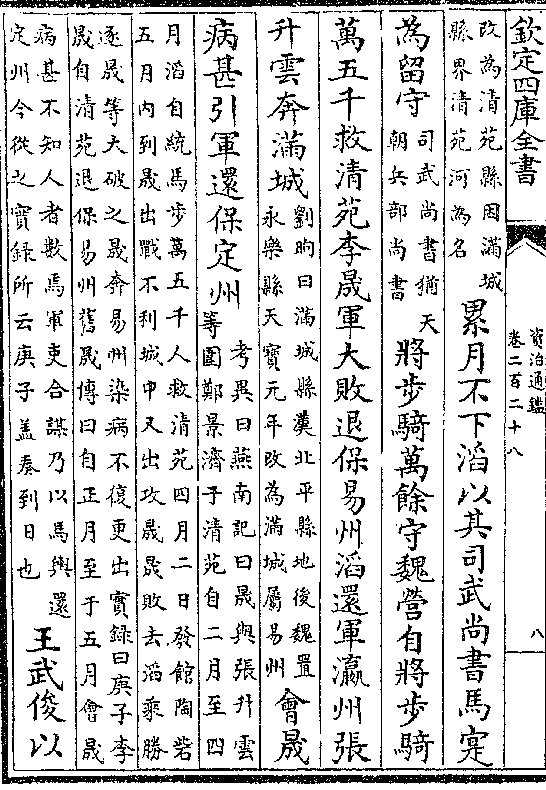 欽定四庫全書
資治通鑑
卷二百二十八
八
改為清苑縣因滿城
縣界清苑河為名
累月不下滔以其司武尚書馬寔
為留守
司武尚書猶
朝兵部尚書
天
將步騎萬餘守魏營自將步騎
萬五千救清苑李晟軍大敗退保易州滔還軍瀛州張
升雲奔滿城
劉昫曰滿城縣漢北平縣地後魏置
永樂縣天寶元年改為滿城屬易州
會晟
病甚引軍還保定州
考異曰燕南記曰晟與張升雲
等圍鄭景濟于清苑自二月至四
月滔自統馬步萬五千人救清苑四月二日發館陶砦
五月內到晟出戰不利城中又出攻晟晟敗去滔乘勝
逐晟等大破之晟奔易州染病不復更出實録曰庚子李
晟自清苑退保易州舊晟傳曰自正月至于五月會晟
病甚不知人者數焉軍吏合謀乃以馬輿還
定州今從之實録所云庚子盖奏到日也
王武俊以